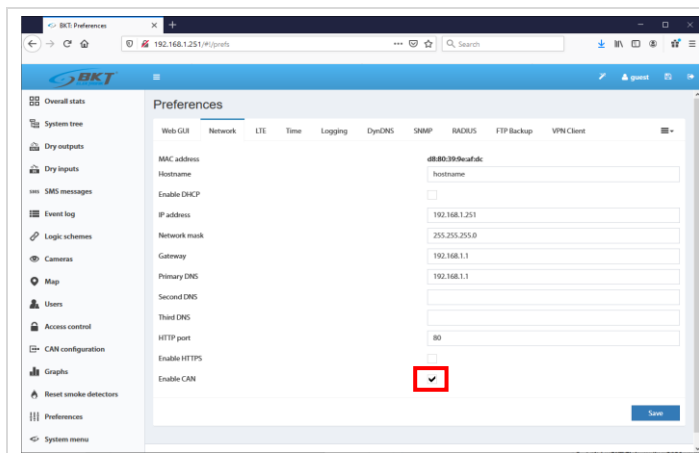 BKT: Preferences
192.168.1.251/#!/prefs
Search
BKT
guest
Overall stats
System tree
Dry outputs
Dry inputs
SMS SMS messages
Event log
Logic schemes
Cameras
Map
Users
Access control
CAN configuration
Graphs
Reset smoke detectors
Preferences
System menu
Preferences
Web GUI Network LTE Time Logging DynDNS SNMP RADIUS FTP Backup VPN Client
MAC address d8:80:39:9e:af:dc
Hostname hostname
Enable DHCP
IP address 192.168.1.251
Network mask 255.255.255.0
Gateway 192.168.1.1
Primary DNS 192.168.1.1
Second DNS
Third DNS
HTTP port 80
Enable HTTPS
Enable CAN
Save